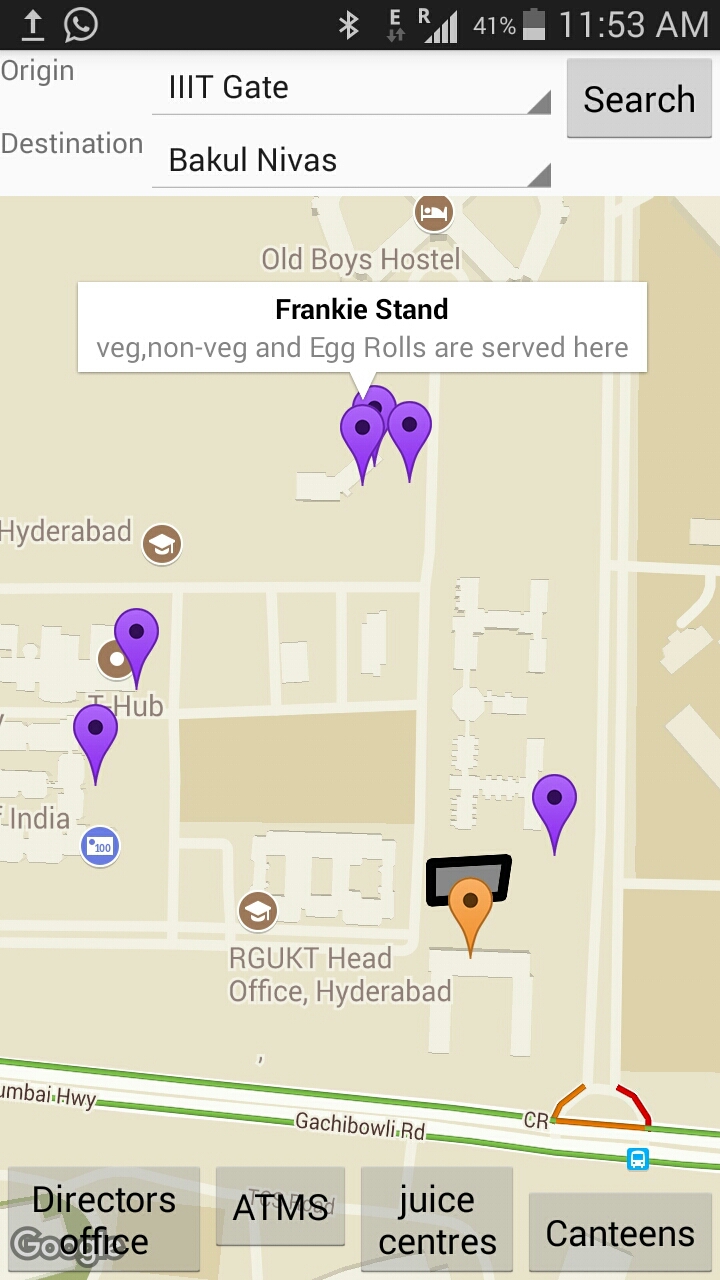 E R 41% 11:53 AM
Origin
IIIT Gate
Search
Destination
Bakul Nivas
Old Boys Hostel
Frankie Stand
veg,non-veg and Egg Rolls are served here
Hyderabad
T-Hub
India
100
RGUKT Head
Office, Hyderabad
umbai Hwy
Gachibowli Rd
CR
TCS Road
Directors
office
ATMS
juice
centres
Canteens
Google